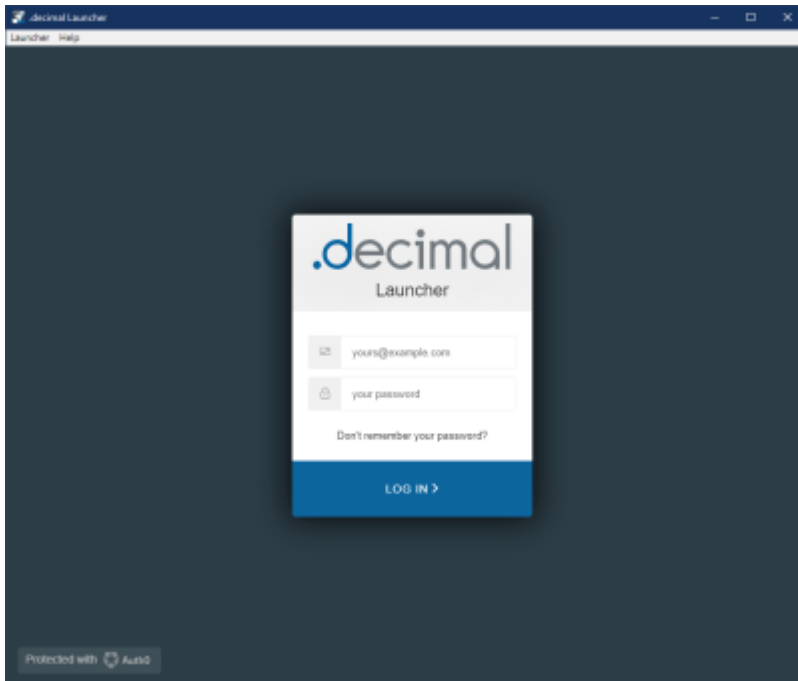 .decimal Launcher
Launcher Help
.decimal
Launcher
yours@example.com
your password
Don't remember your password?
LOG IN
Protected with Auth0